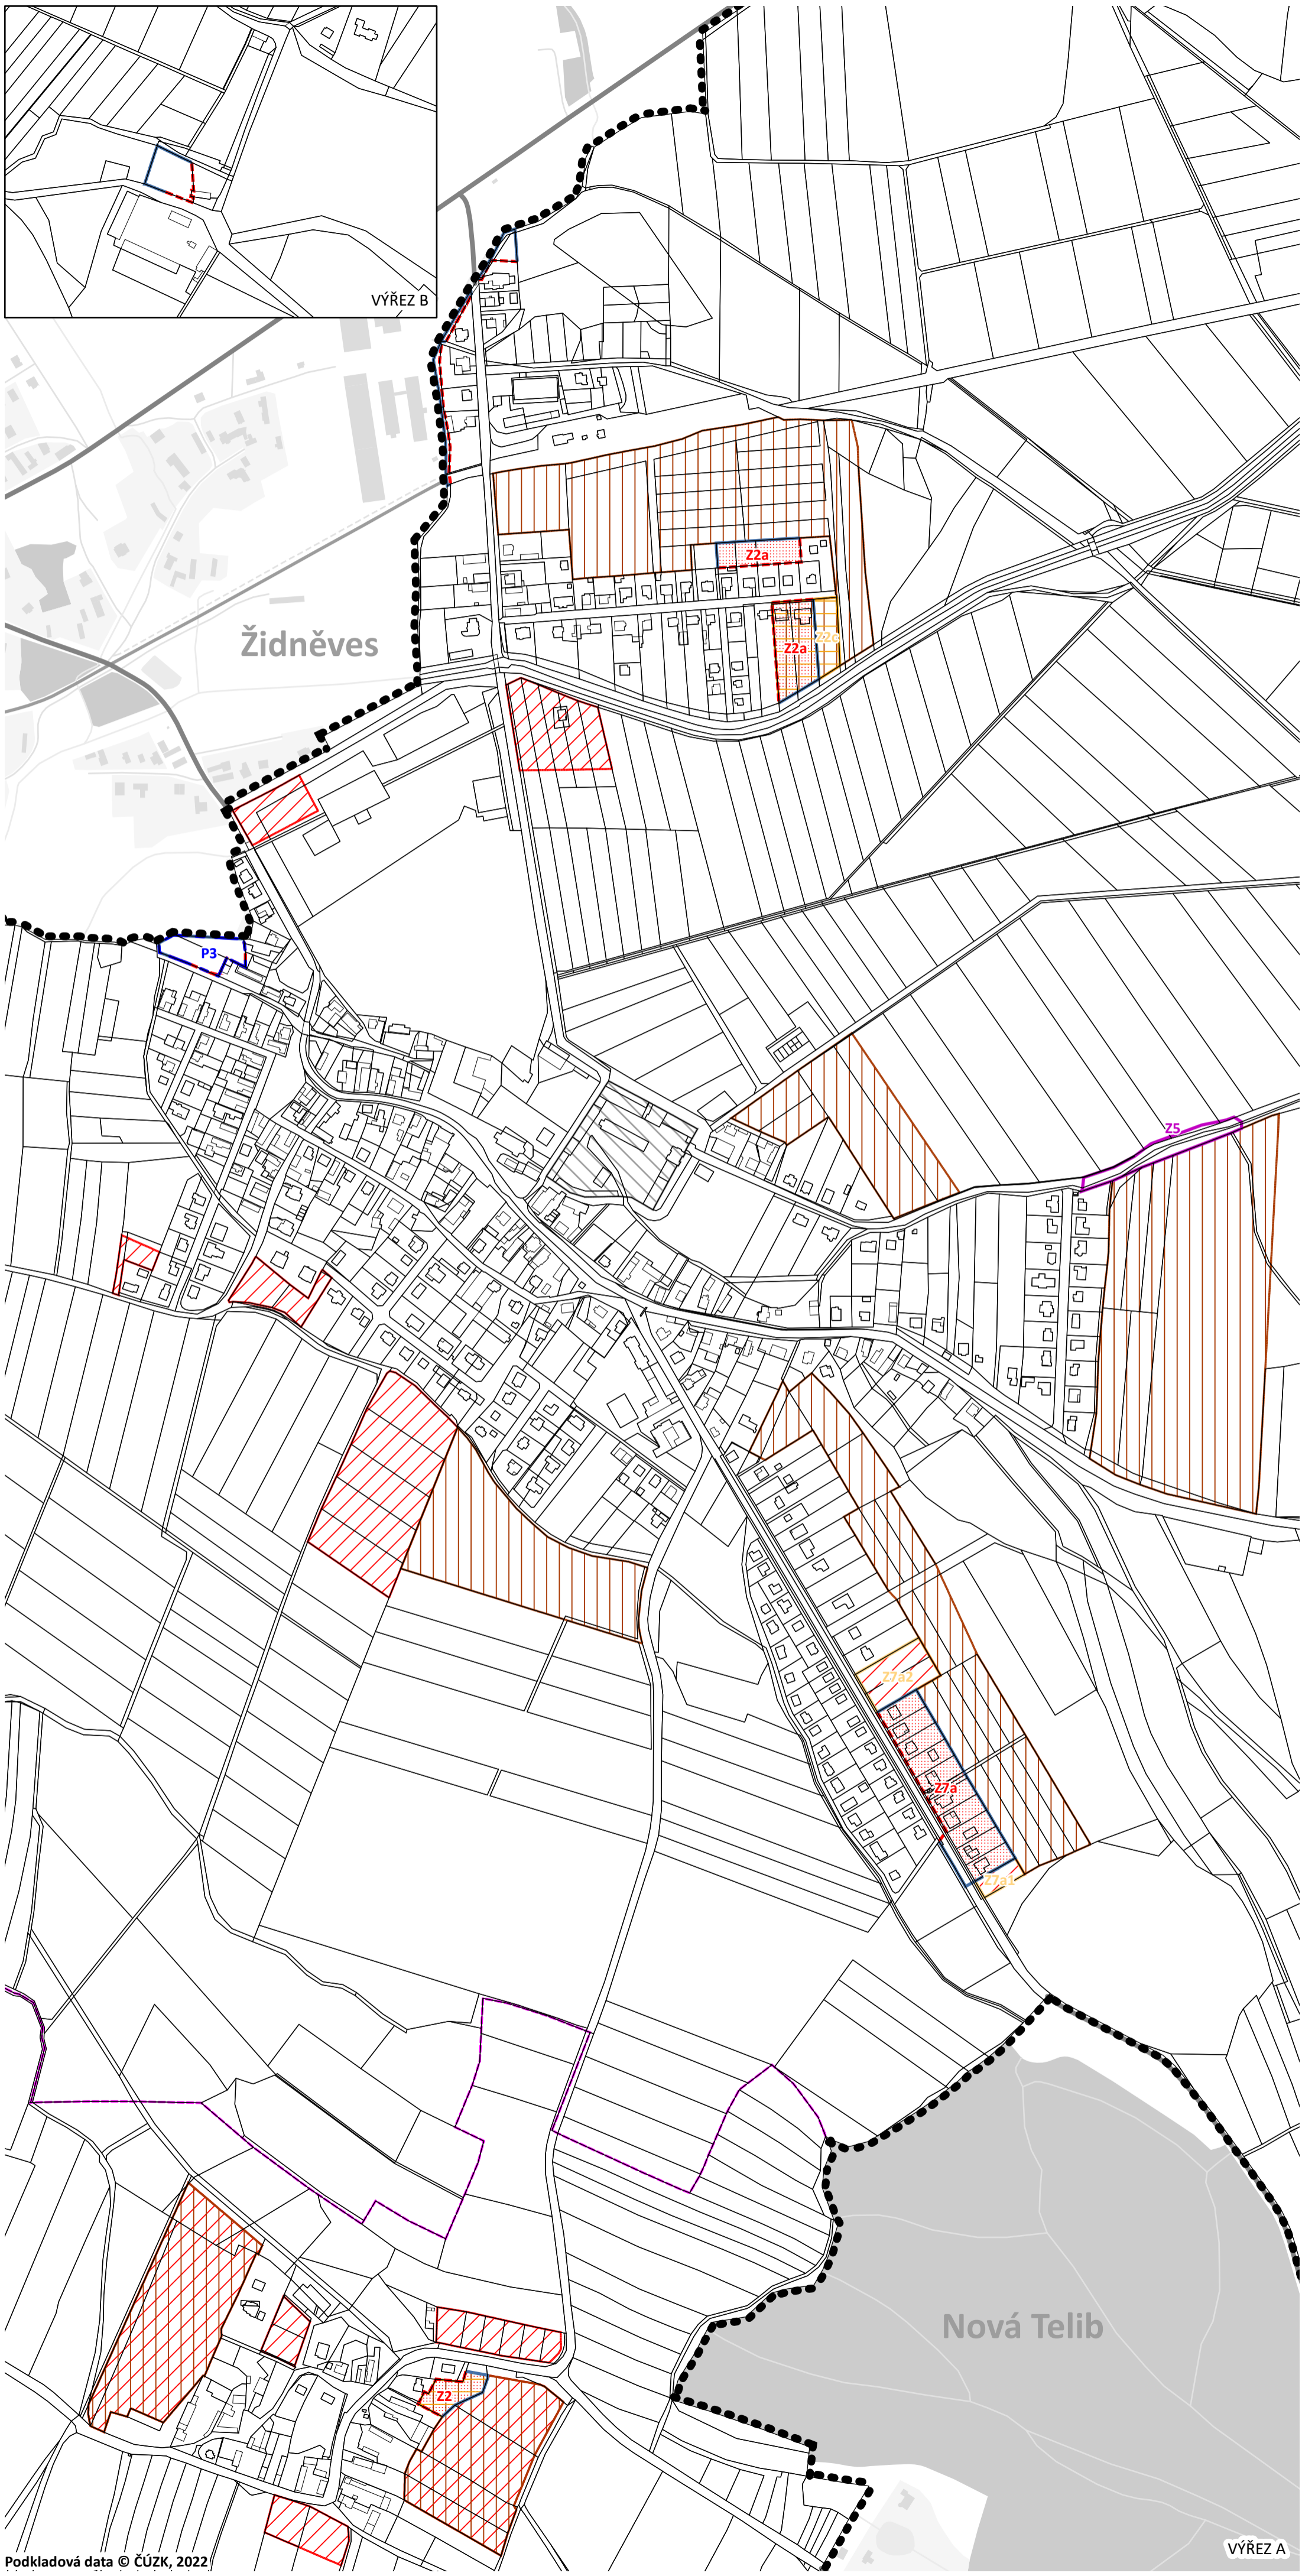 VÝŘEZ B
Z2a
Z2c
Z2a
Židněves
P3
Z5
Z7a2
Z7a
Z7a1
Nová Telib
Z2
VÝŘEZ A
Podkladová data © ČÚZK, 2022